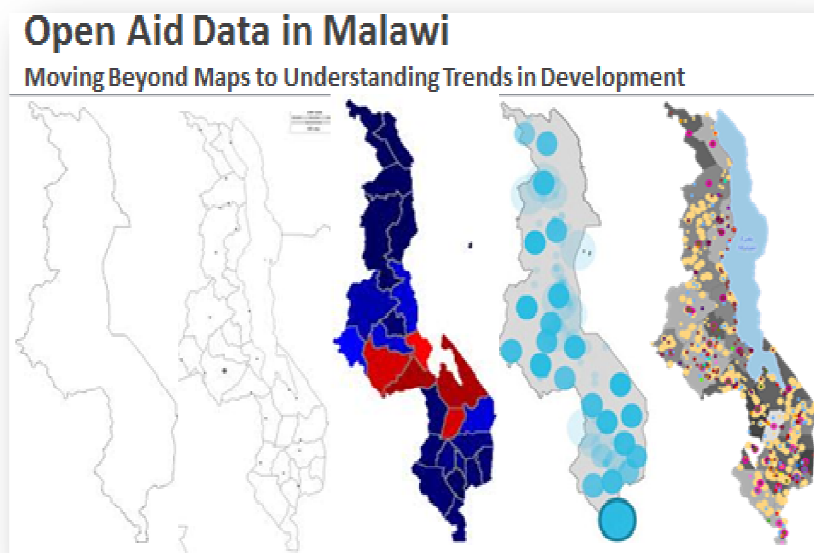 Open Aid Data in Malawi
Moving Beyond Maps to Understanding Trends in Development